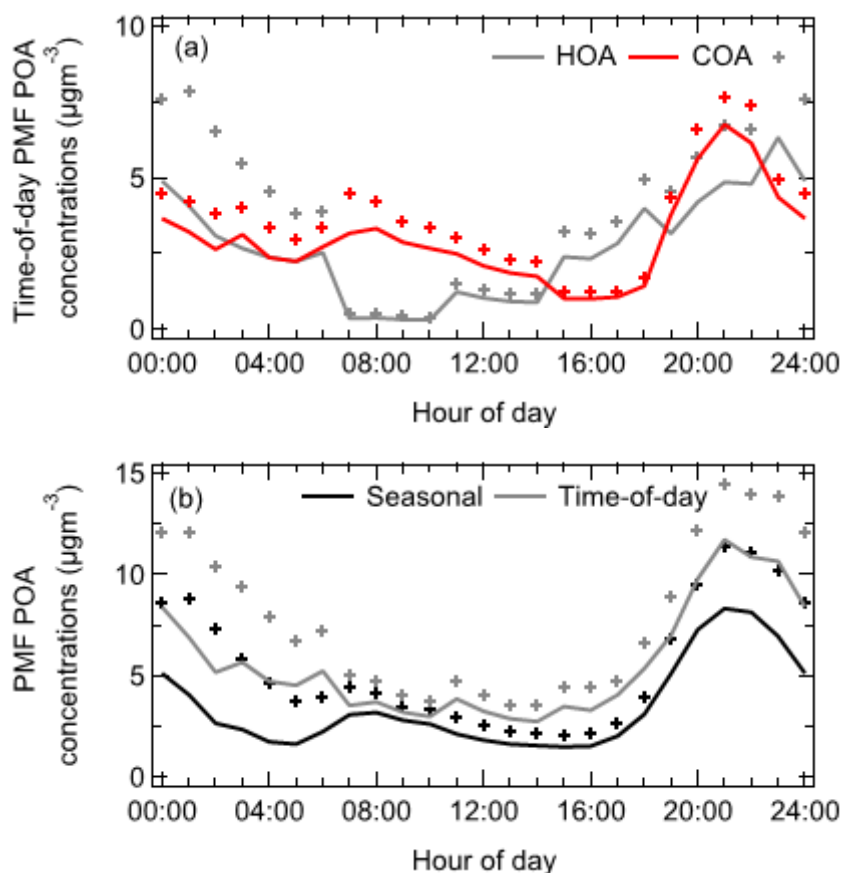 Time-of-day PMF POA
concentrations (µgm⁻³)
(a)
HOA COA
10
5
0
00:00 04:00 08:00 12:00 16:00 20:00 24:00
Hour of day
PMF POA
concentrations (µgm⁻³)
(b)
Seasonal Time-of-day
15
10
5
0
00:00 04:00 08:00 12:00 16:00 20:00 24:00
Hour of day